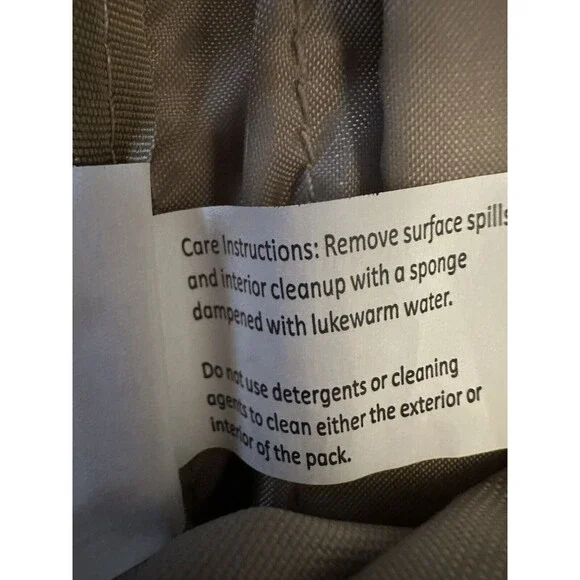 Care Instructions: Remove surface spills
and interior cleanup with a sponge
dampened with lukewarm water.
Do not use detergents or cleaning
agents to clean either the exterior or
interior of the pack.